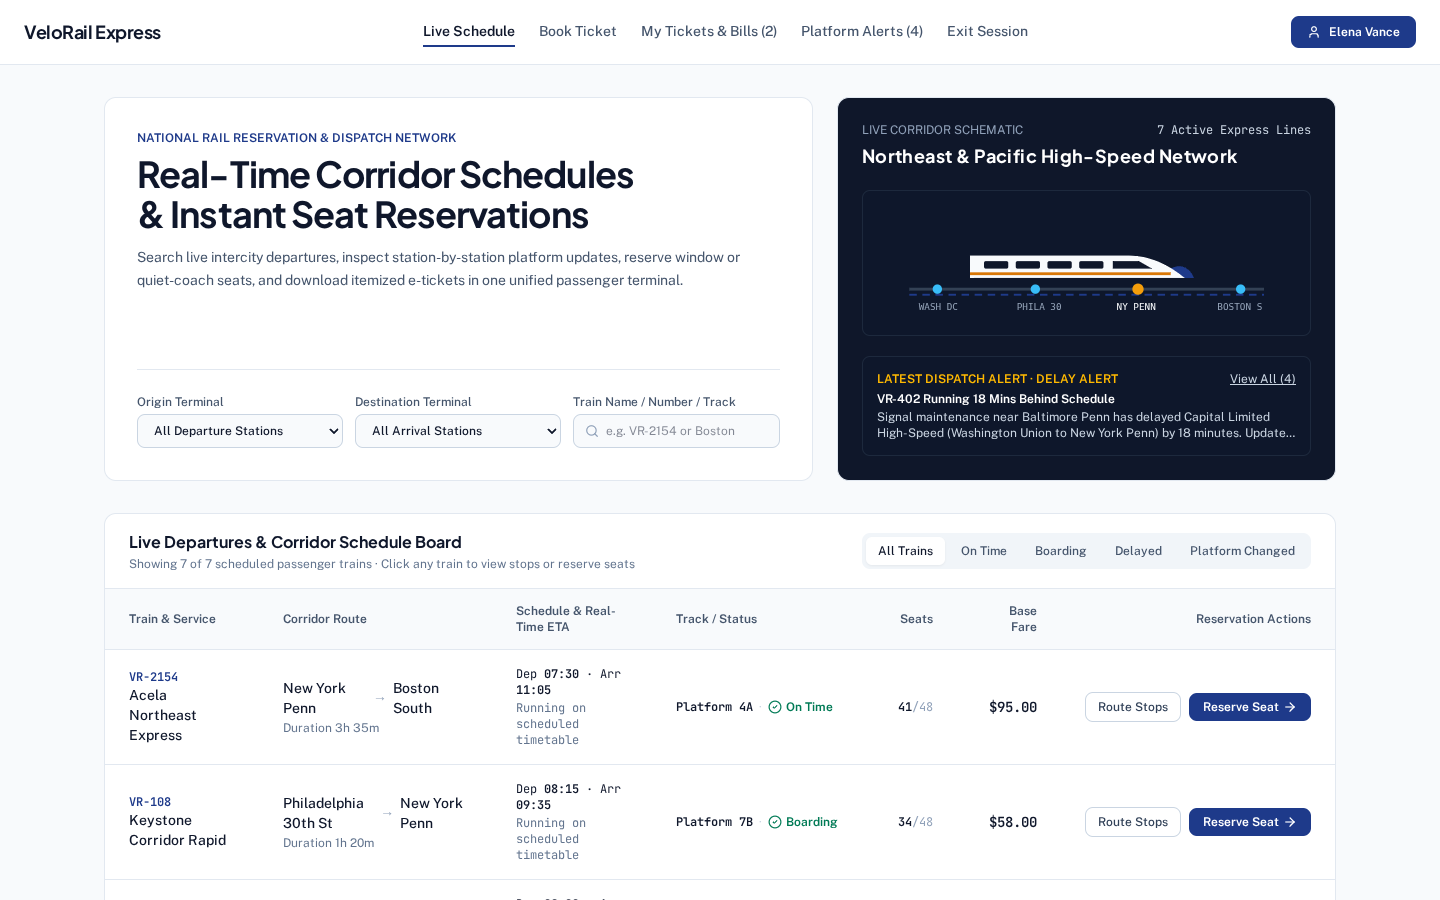 VeloRail Express
Live Schedule
Book Ticket
My Tickets & Bills (2)
Platform Alerts (4)
Exit Session
Elena Vance
NATIONAL RAIL RESERVATION & DISPATCH NETWORK
Real-Time Corridor Schedules
& Instant Seat Reservations
Search live intercity departures, inspect station-by-station platform updates, reserve window or
quiet-coach seats, and download itemized e-tickets in one unified passenger terminal.
Origin Terminal
All Departure Stations
Destination Terminal
All Arrival Stations
Train Name / Number / Track
e.g. VR-2154 or Boston
LIVE CORRIDOR SCHEMATIC
7 Active Express Lines
Northeast & Pacific High-Speed Network
WASH DC
PHILA 30
NY PENN
BOSTON S
LATEST DISPATCH ALERT · DELAY ALERT
View All (4)
VR-402 Running 18 Mins Behind Schedule
Signal maintenance near Baltimore Penn has delayed Capital Limited
High-Speed (Washington Union to New York Penn) by 18 minutes. Update...
Live Departures & Corridor Schedule Board
Showing 7 of 7 scheduled passenger trains · Click any train to view stops or reserve seats
All Trains
On Time
Boarding
Delayed
Platform Changed
Train & Service
Corridor Route
Schedule & Real-
Time ETA
Track / Status
Seats
Base
Fare
Reservation Actions
VR-2154
Acela
Northeast
Express
New York
Penn
→
Boston
South
Duration 3h 35m
Dep 07:30 · Arr
11:05
Running on
scheduled
timetable
Platform 4A · On Time
41/48
$95.00
Route Stops
Reserve Seat →
VR-108
Keystone
Corridor Rapid
Philadelphia
30th St
→
New York
Penn
Duration 1h 20m
Dep 08:15 · Arr
09:35
Running on
scheduled
timetable
Platform 7B · Boarding
34/48
$58.00
Route Stops
Reserve Seat →